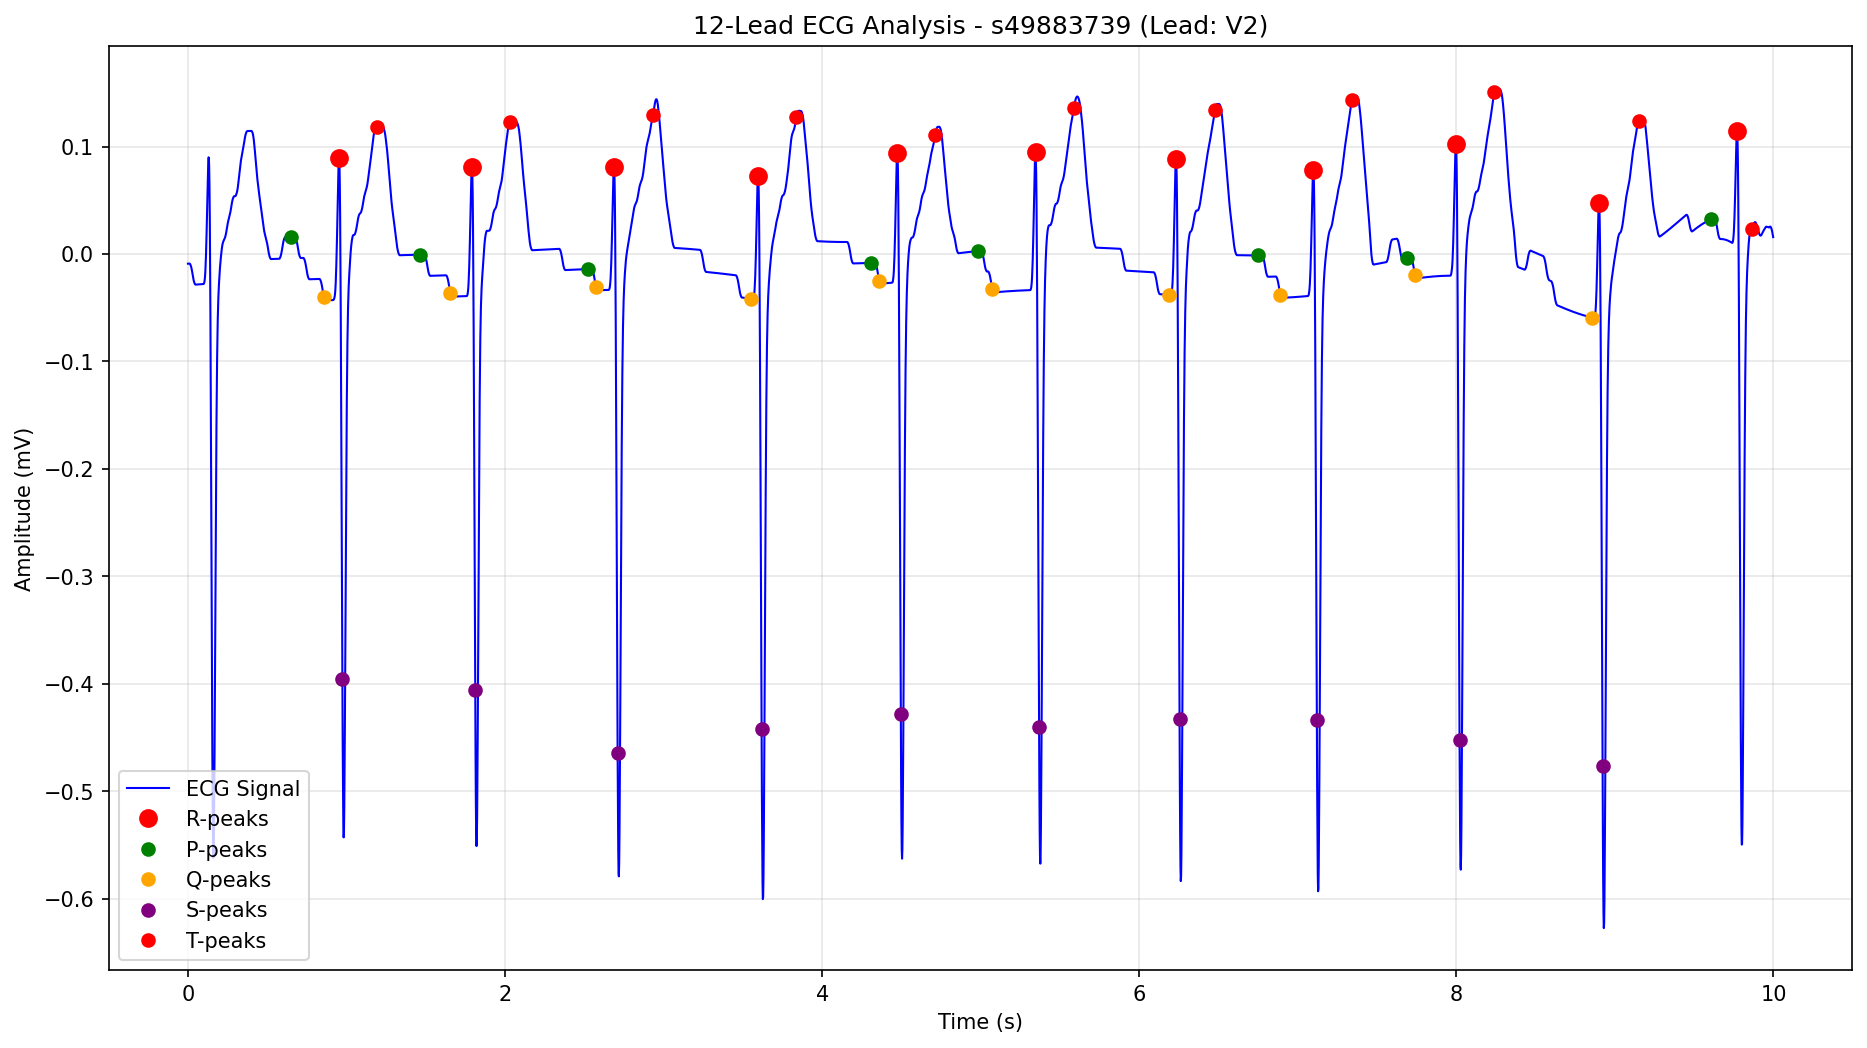 12-Lead ECG Analysis - s49883739 (Lead: V2)
Amplitude (mV)
0.1
0.0
−0.1
−0.2
−0.3
−0.4
−0.5
−0.6
ECG Signal
R-peaks
P-peaks
Q-peaks
S-peaks
T-peaks
0 2 4 6 8 10
Time (s)